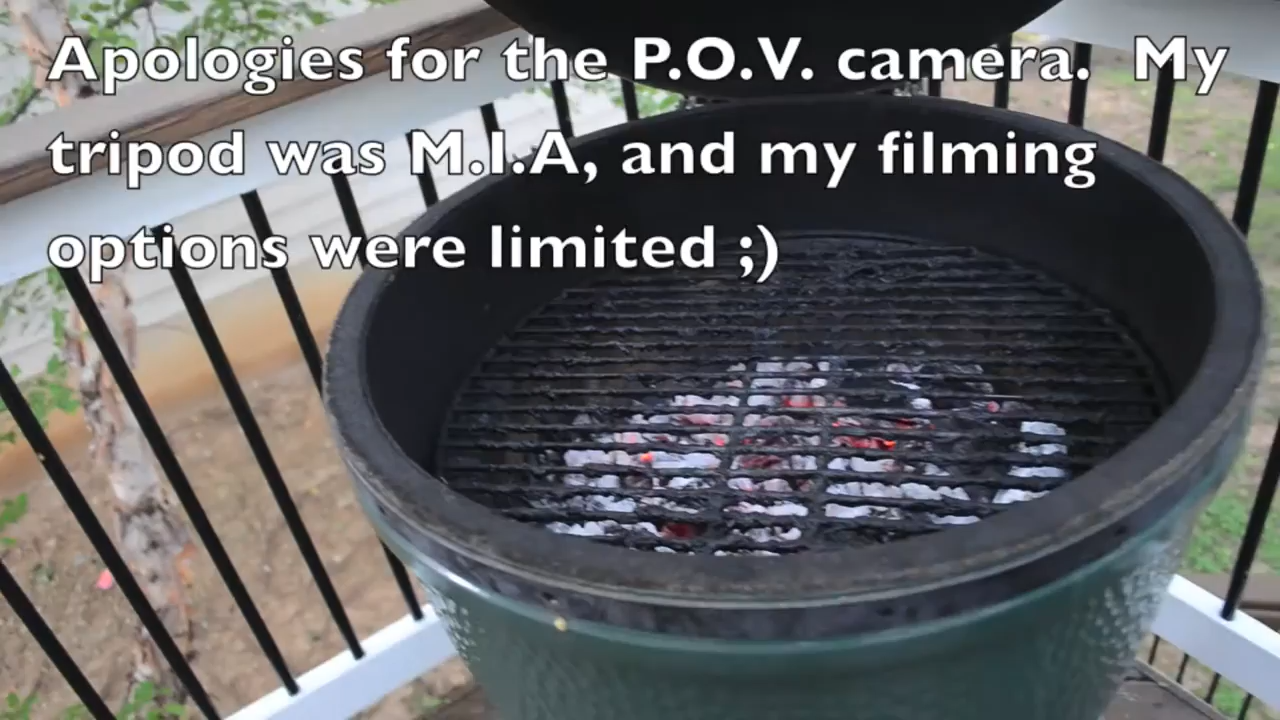 Apologies for the P.O.V. camera.  My
tripod was M.I.A, and my filming
options were limited ;)